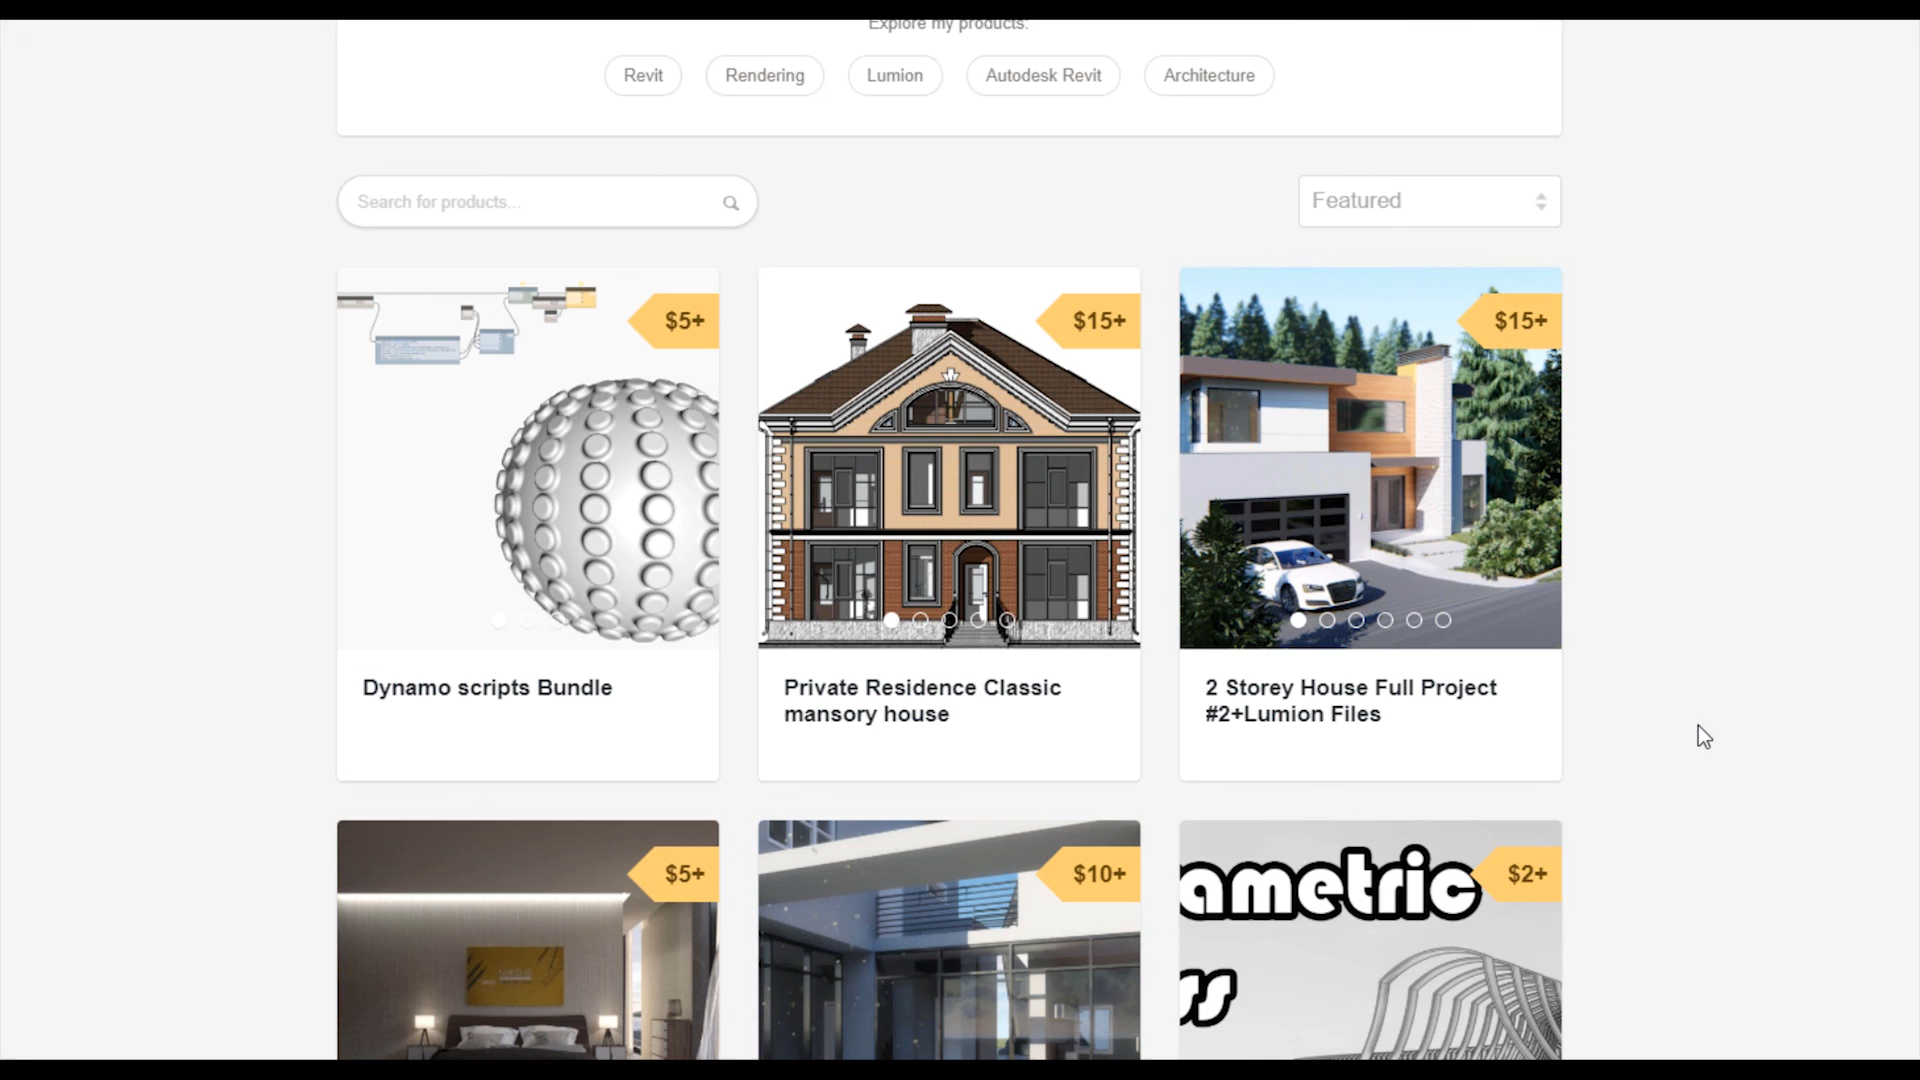 Explore my products:
Revit
Rendering
Lumion
Autodesk Revit
Architecture
Search for products...
Featured
$5+
$15+
$15+
Dynamo scripts Bundle
Private Residence Classic
mansory house
2 Storey House Full Project
#2+Lumion Files
$5+
$10+
$2+
ametric
rs